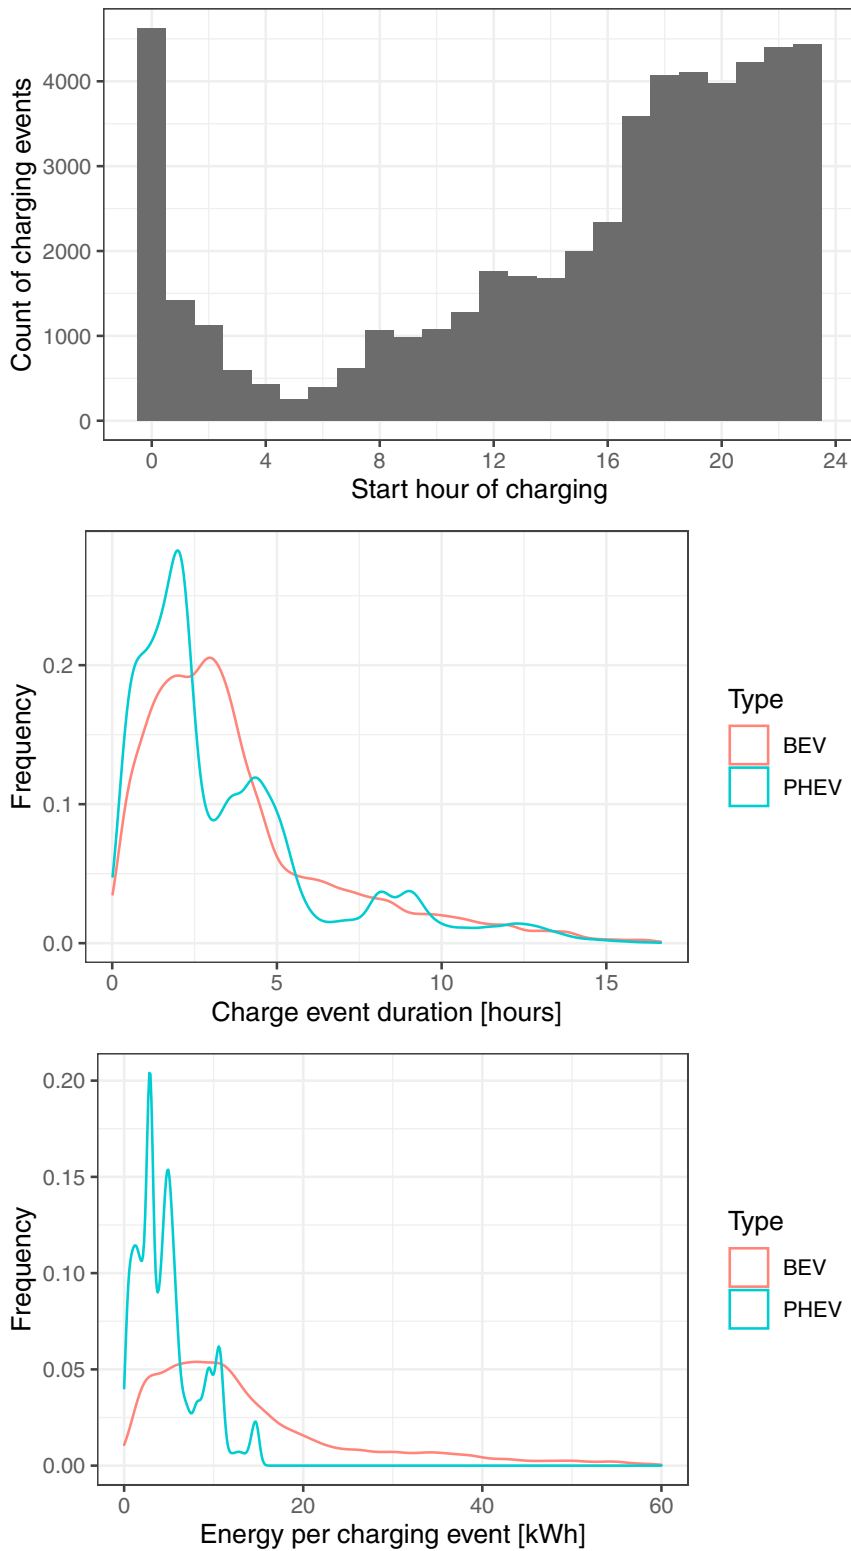 Count of charging events
4000
3000
2000
1000
0
0 4 8 12 16 20 24
Start hour of charging
Frequency
0.2
0.1
0.0
0 5 10 15
Charge event duration [hours]
Type
BEV
PHEV
Frequency
0.20
0.15
0.10
0.05
0.00
0 20 40 60
Energy per charging event [kWh]
Type
BEV
PHEV